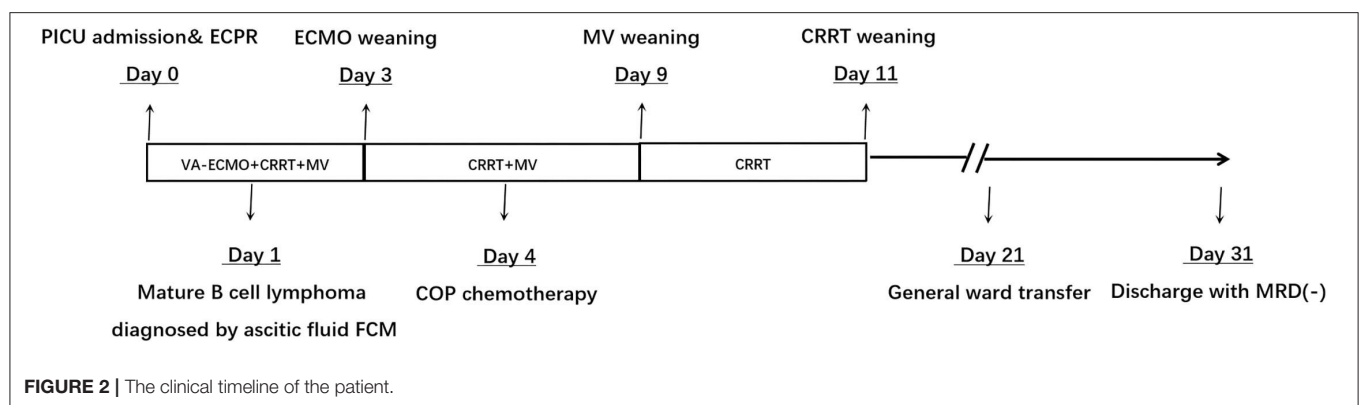 PICU admission& ECPR
ECMO weaning
MV weaning
CRRT weaning
Day 0
Day 3
Day 9
Day 11
VA-ECMO+CRRT+MV
CRRT+MV
CRRT
Day 1
Day 4
Day 21
Day 31
Mature B cell lymphoma
COP chemotherapy
General ward transfer
Discharge with MRD(-)
diagnosed by ascitic fluid FCM
FIGURE 2 | The clinical timeline of the patient.